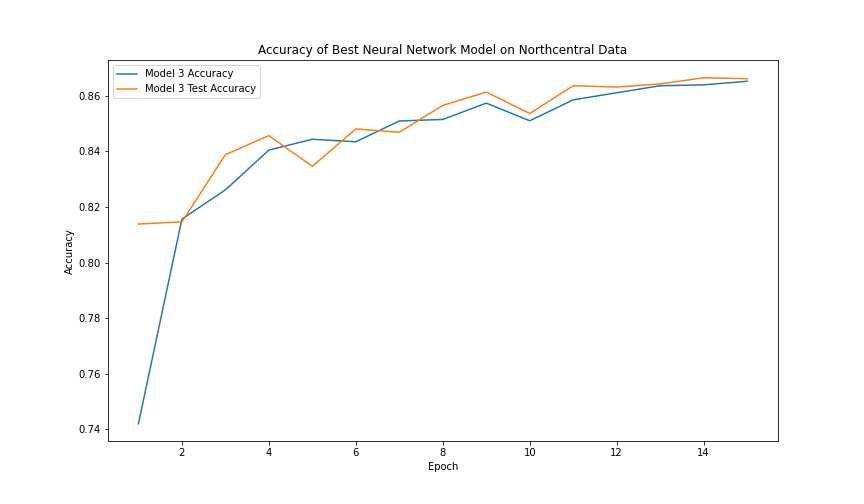 Accuracy of Best Neural Network Model on Northcentral Data
Model 3 Accuracy
Model 3 Test Accuracy
0.86
0.84
0.82
0.80
0.78
0.76
0.74
Accuracy
2 4 6 8 10 12 14
Epoch